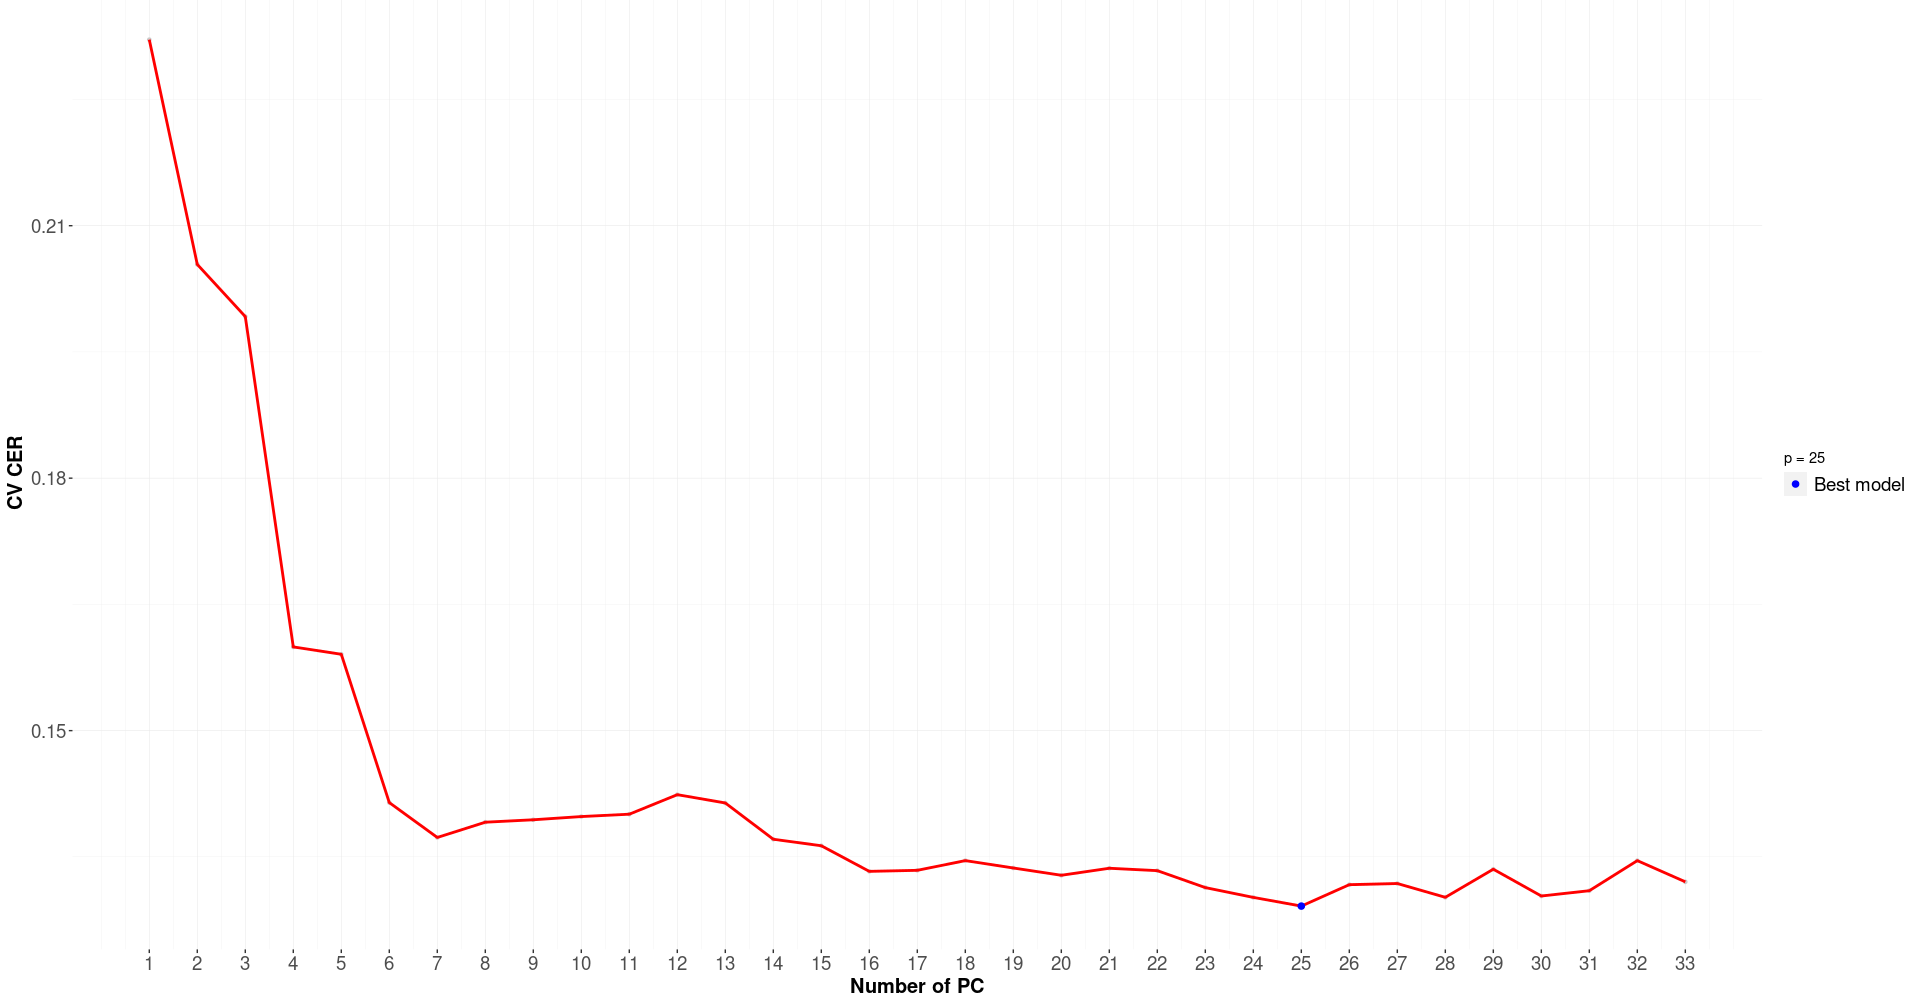 CV CER
0.21
0.18
0.15
1 2 3 4 5 6 7 8 9 10 11 12 13 14 15 16 17 18 19 20 21 22 23 24 25 26 27 28 29 30 31 32 33
Number of PC
p = 25
Best model